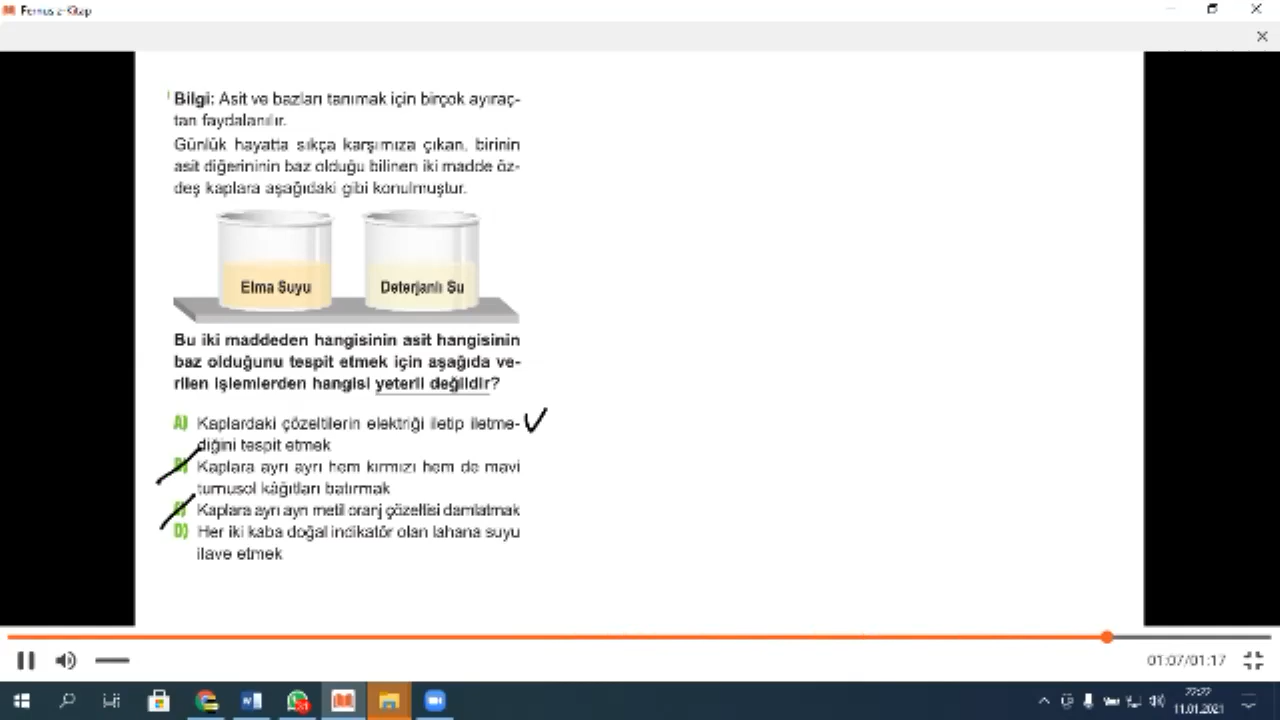 Fernus z-Kitap
Bilgi: Asit ve bazları tanımak için birçok ayıraç-
tan faydalanılır.
Günlük hayatta sıkça karşımıza çıkan, birinin
asit diğerininin baz olduğu bilinen iki madde öz-
deş kaplara aşağıdaki gibi konulmuştur.
Elma Suyu Deterjanlı Su
Bu iki maddeden hangisinin asit hangisinin
baz olduğunu tespit etmek için aşağıda ve-
rilen işlemlerden hangisi yeterli değildir?
A) Kaplardaki çözeltilerin elektriği iletip iletme-
diğini tespit etmek
B) Kaplara ayrı ayrı hem kırmızı hem de mavi
turnusol kâğıtları batırmak
C) Kaplara ayrı ayrı metil oranj çözeltisi damlatmak
D) Her iki kaba doğal indikatör olan lahana suyu
ilave etmek
01:07/01:17
22:22
11.01.2021